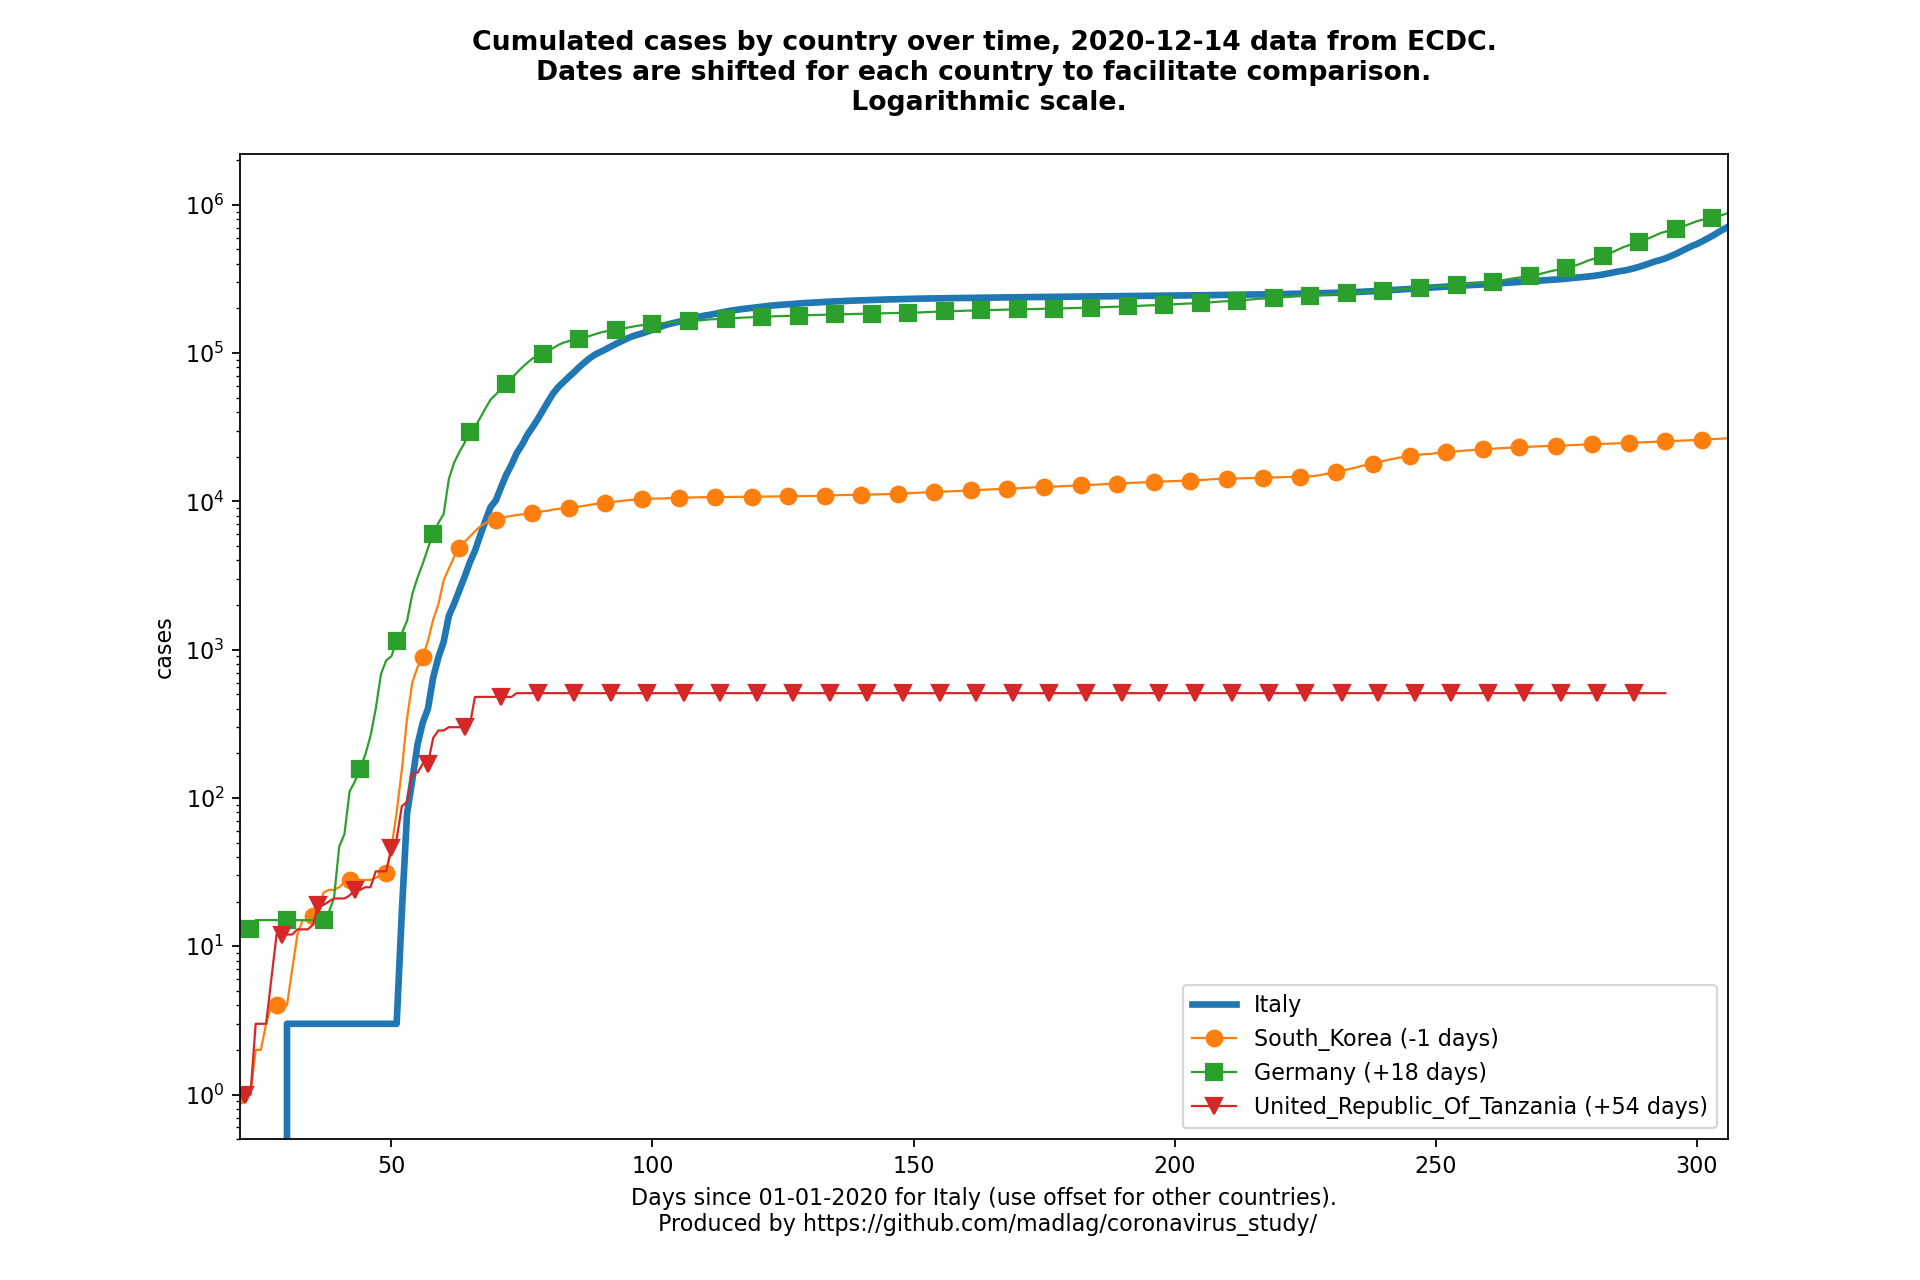 Cumulated cases by country over time, 2020-12-14 data from ECDC.
Dates are shifted for each country to facilitate comparison.
Logarithmic scale.
10^6
10^5
10^4
10^3
10^2
10^1
10^0
cases
Italy
South_Korea (-1 days)
Germany (+18 days)
United_Republic_Of_Tanzania (+54 days)
50 100 150 200 250 300
Days since 01-01-2020 for Italy (use offset for other countries).
Produced by https://github.com/madlag/coronavirus_study/